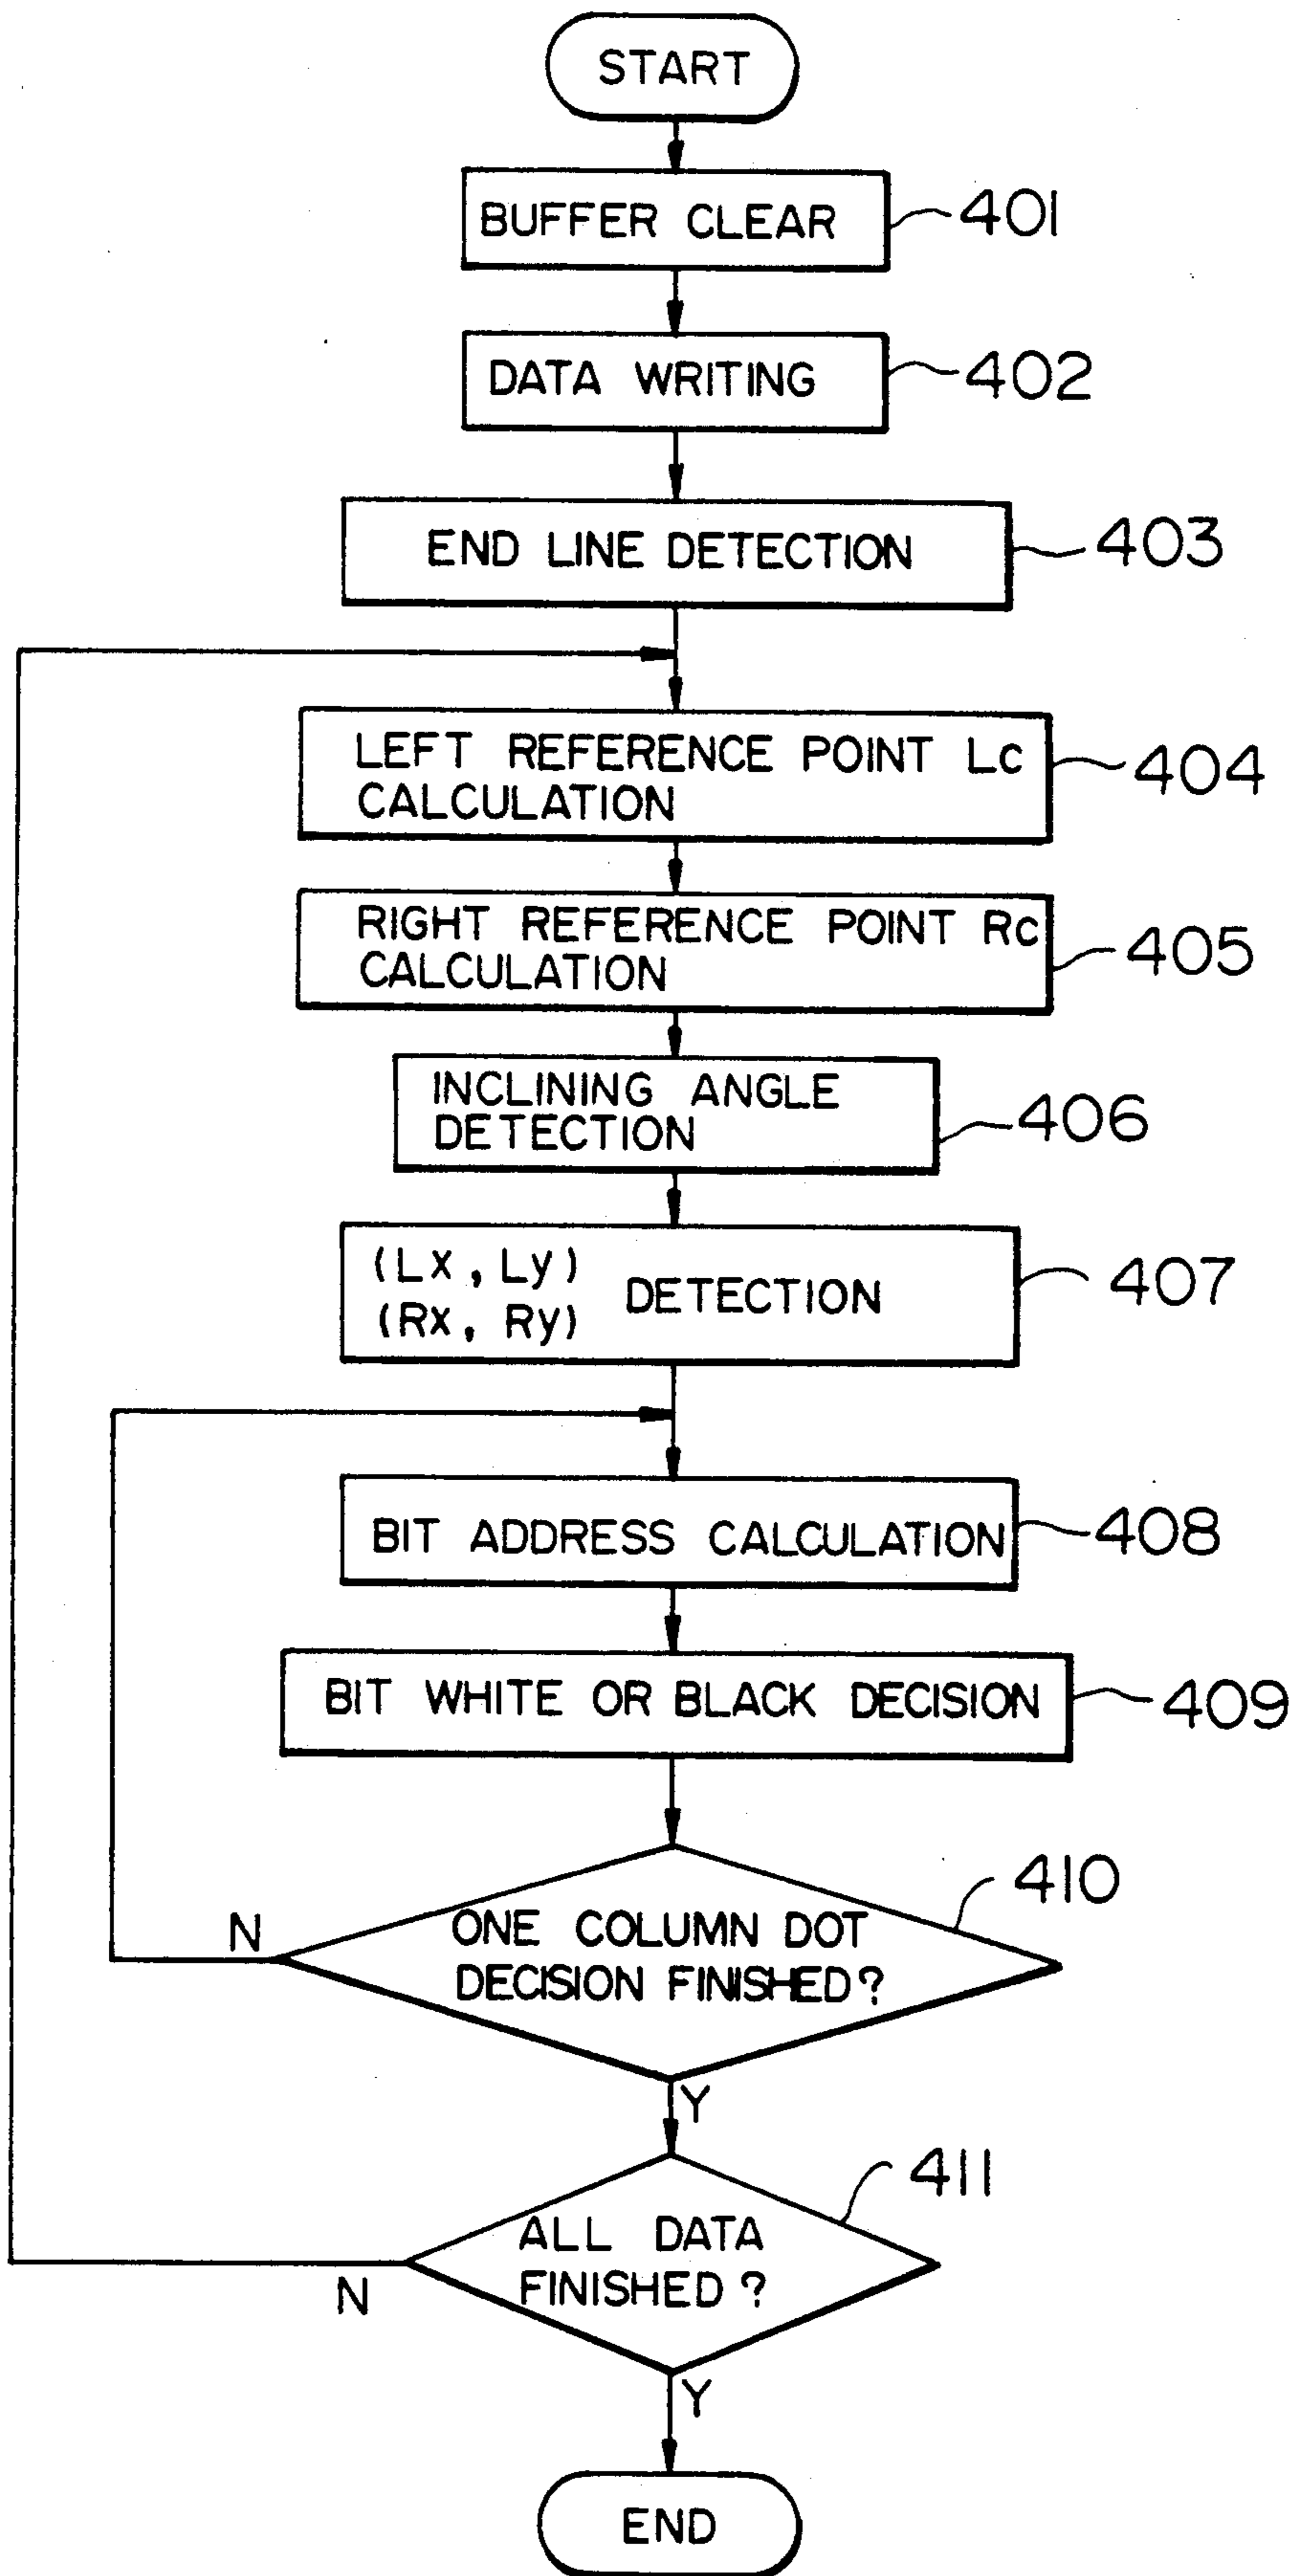 START
BUFFER CLEAR
401
DATA WRITING
402
END LINE DETECTION
403
LEFT REFERENCE POINT Lc
CALCULATION
404
RIGHT REFERENCE POINT Rc
CALCULATION
405
INCLINING ANGLE
DETECTION
406
(Lx, Ly)
(Rx, Ry)
DETECTION
407
BIT ADDRESS CALCULATION
408
BIT WHITE OR BLACK DECISION
409
410
N
ONE COLUMN DOT
DECISION FINISHED?
Y
411
ALL DATA
FINISHED?
N
Y
END